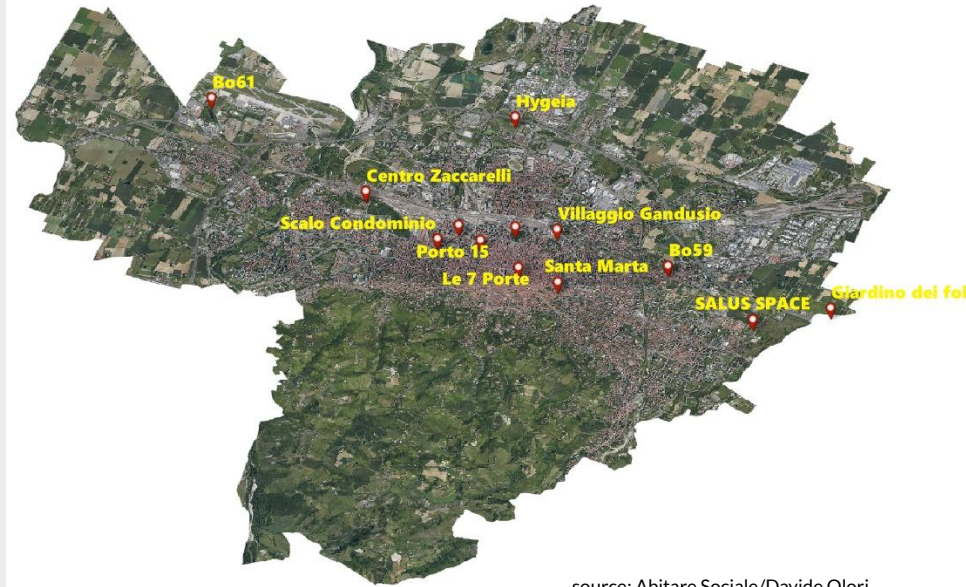 Bo61
Hygeia
Centro Zaccarelli
Scalo Condominio
Villaggio Gandusio
Porto 15
Bo59
Le 7 Porte
Santa Marta
SALUS SPACE
Giardino dei fol
source: Abitare Sociale/Davide Olori